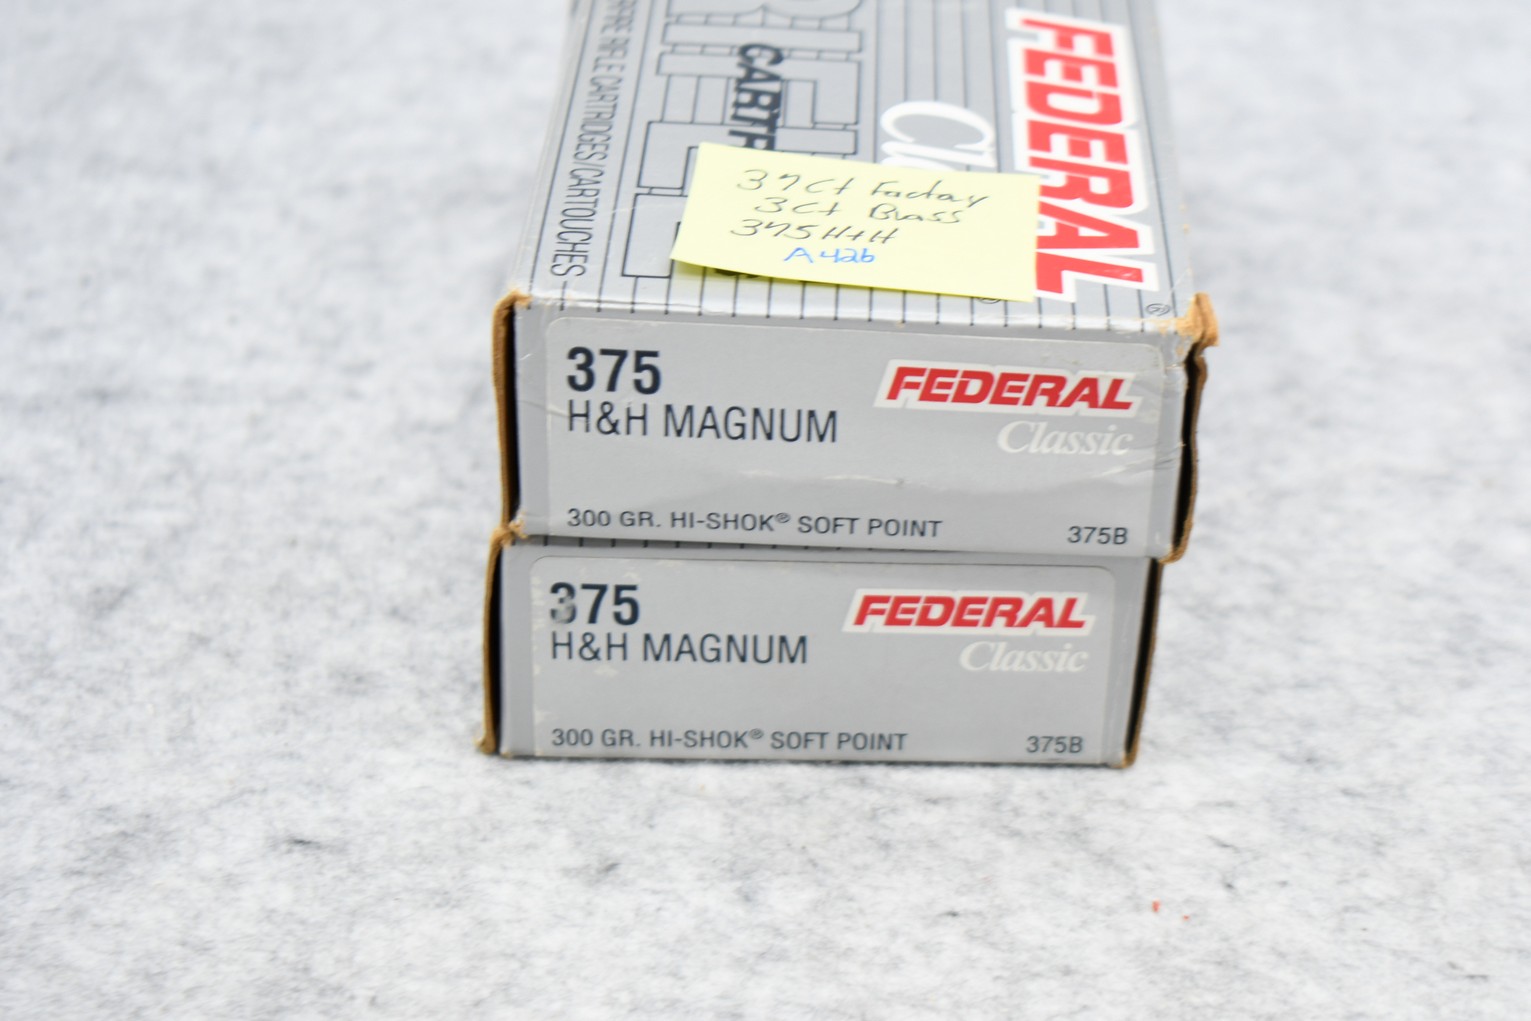 FEDERAL
CARTRIDGES/CARTOUCHES
37 Ct Factory
3 Ct Brass
375 H+H
A426
375
H&H MAGNUM
FEDERAL
Classic
300 GR. HI-SHOK® SOFT POINT
375B
375
H&H MAGNUM
FEDERAL
Classic
300 GR. HI-SHOK® SOFT POINT
375B